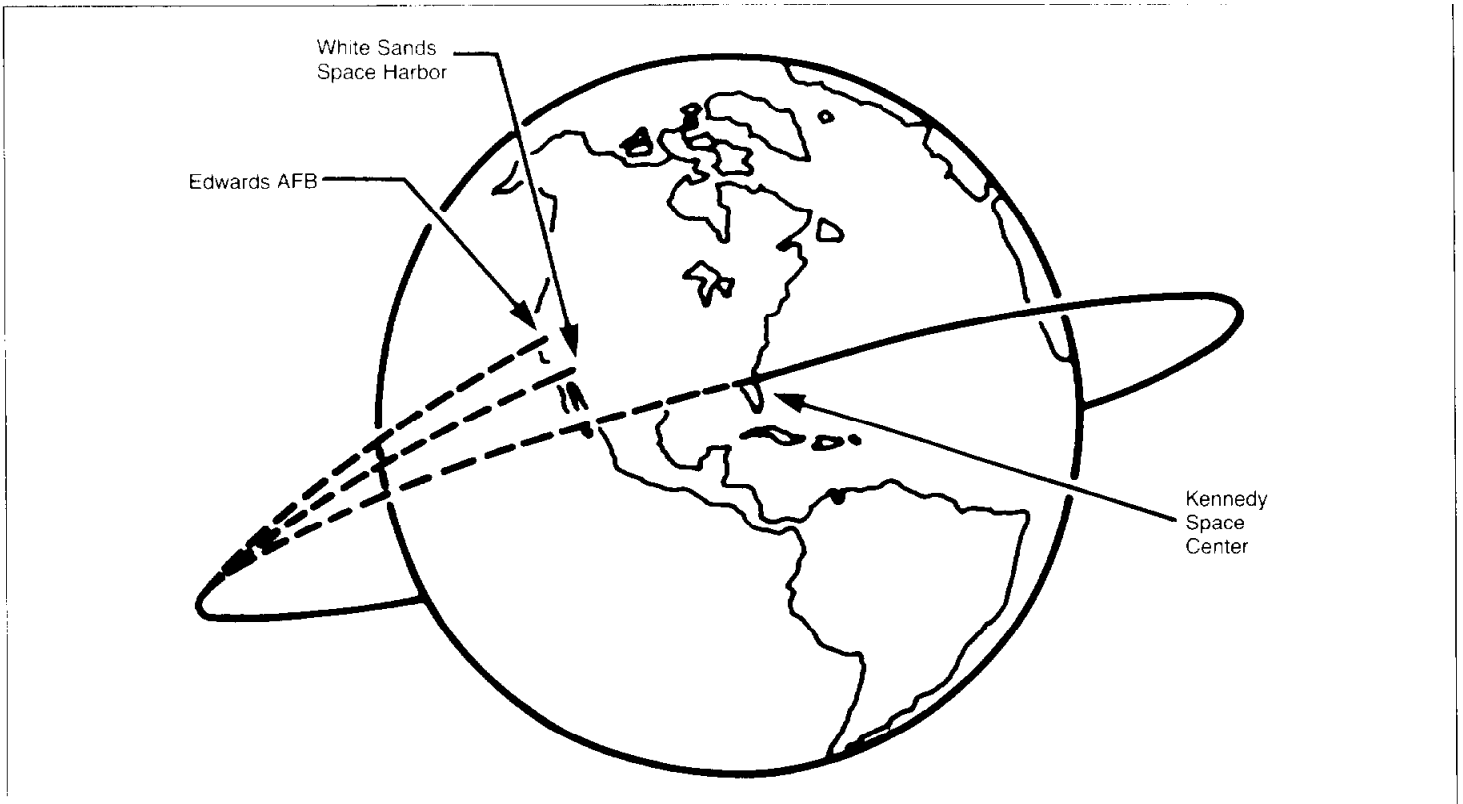 White Sands
Space Harbor
Edwards AFB
Kennedy
Space
Center